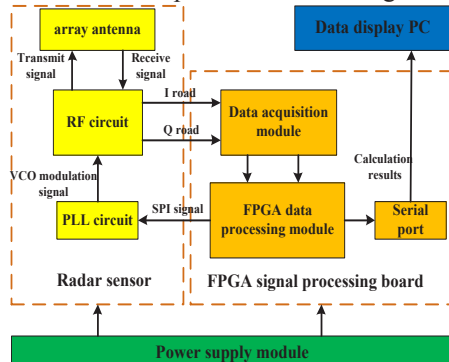 array antenna
Data display PC
Transmit
signal
Receive
signal
I road
RF circuit
Q road
Data acquisition
module
VCO modulation
signal
Calculation
results
PLL circuit
SPI signal
FPGA data
processing module
Serial
port
Radar sensor
FPGA signal processing board
Power supply module